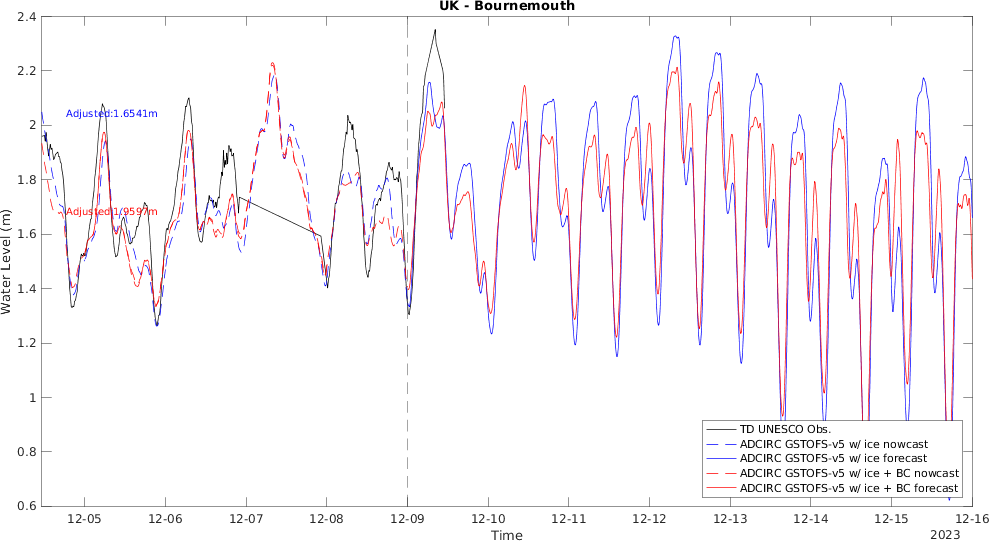 UK - Bournemouth
2.4
2.2
2
1.8
1.6
1.4
1.2
1
0.8
0.6
Water Level (m)
Adjusted:1.6541m
Adjusted:1.9597m
TD UNESCO Obs.
ADCIRC GSTOFS-v5 w/ ice nowcast
ADCIRC GSTOFS-v5 w/ ice forecast
ADCIRC GSTOFS-v5 w/ ice + BC nowcast
ADCIRC GSTOFS-v5 w/ ice + BC forecast
12-05 12-06 12-07 12-08 12-09 12-10 12-11 12-12 12-13 12-14 12-15 12-16
Time
2023